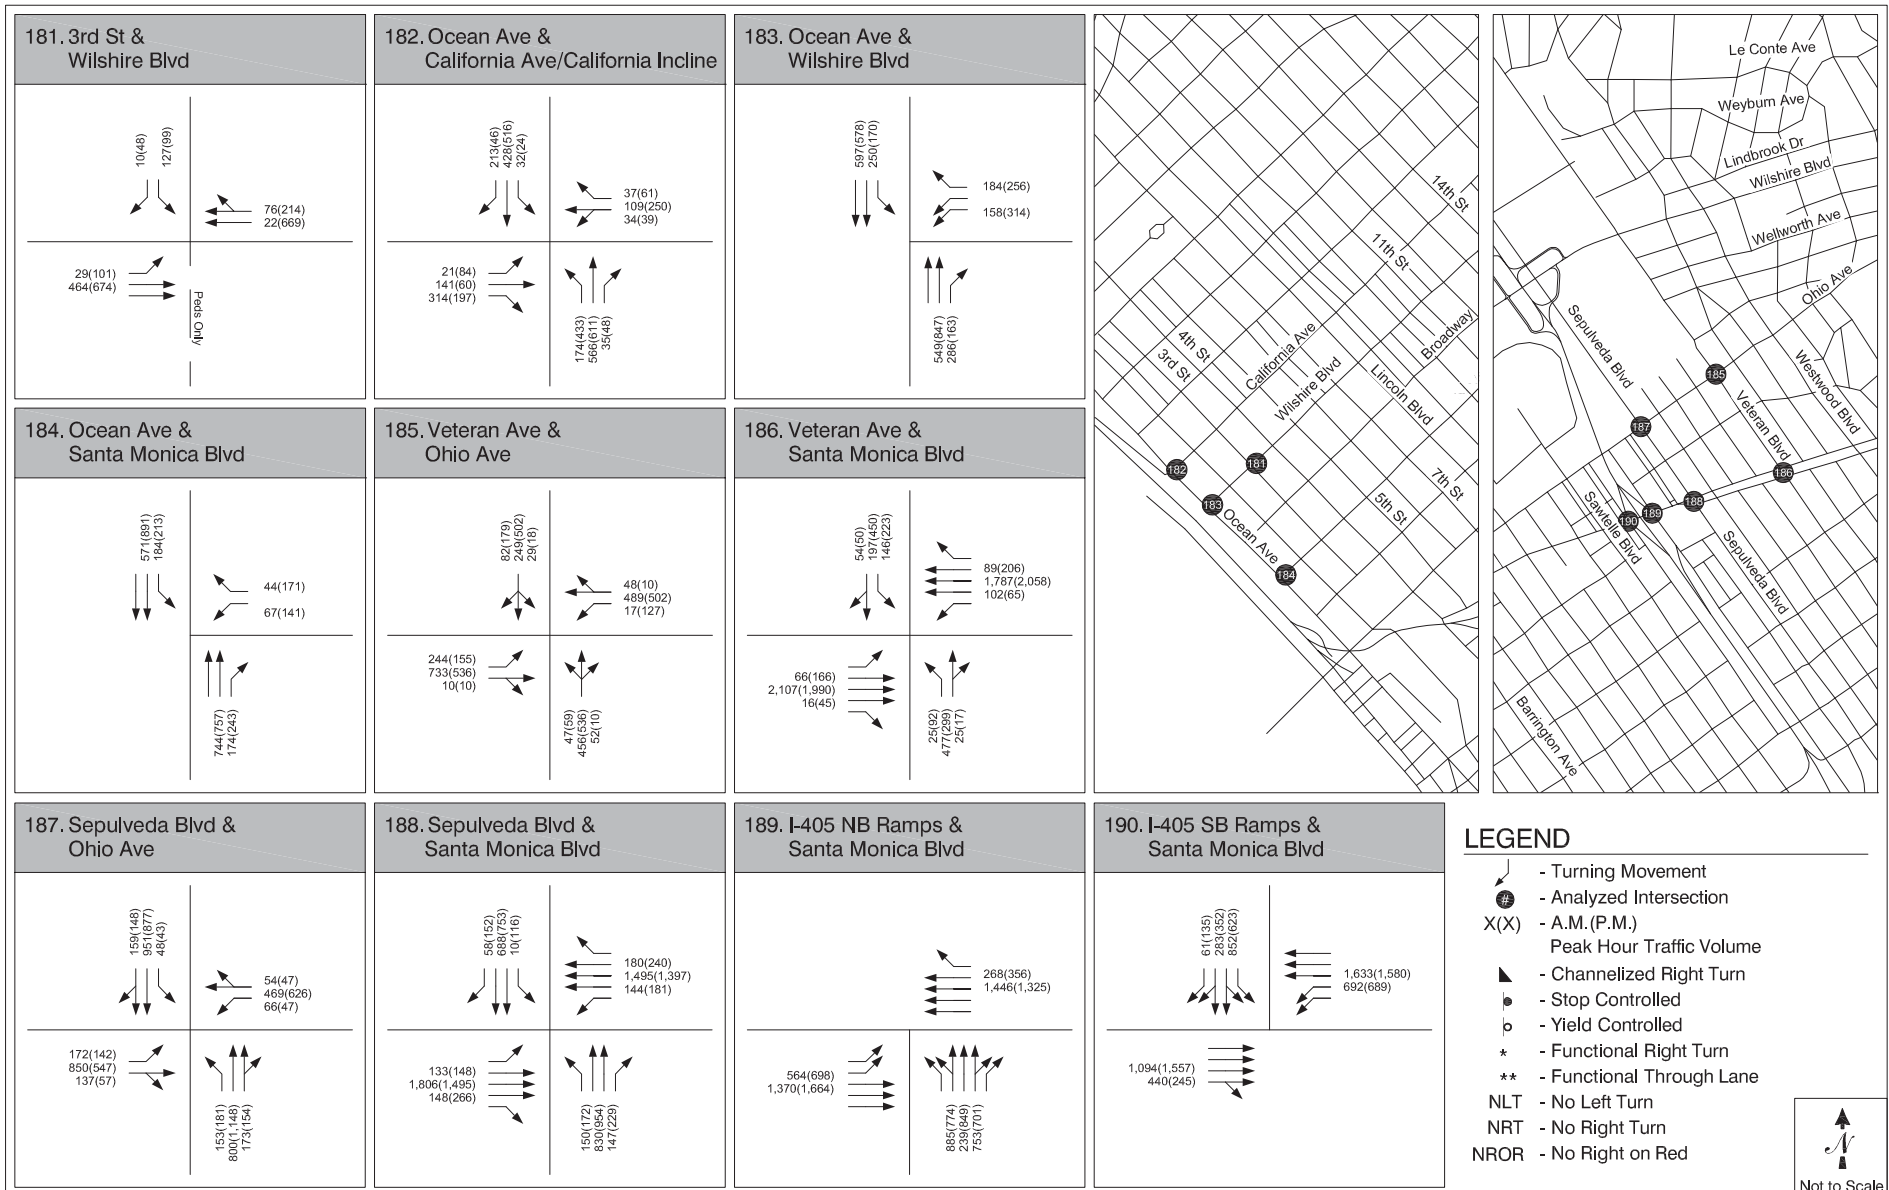 181. 3rd St &
Wilshire Blvd
10(48)
127(99)
76(214)
22(669)
29(101)
464(674)
Peds Only
182. Ocean Ave &
California Ave/California Incline
213(46)
428(516)
32(24)
37(61)
109(250)
34(39)
21(84)
141(60)
314(197)
174(433)
566(611)
35(48)
183. Ocean Ave &
Wilshire Blvd
597(578)
250(170)
184(256)
158(314)
549(847)
286(163)
184. Ocean Ave &
Santa Monica Blvd
571(891)
184(213)
44(171)
67(141)
744(757)
174(243)
185. Veteran Ave &
Ohio Ave
82(179)
249(502)
29(18)
48(10)
489(502)
17(127)
244(155)
733(536)
10(10)
47(59)
456(536)
52(10)
186. Veteran Ave &
Santa Monica Blvd
54(50)
197(450)
146(223)
89(206)
1,787(2,058)
102(65)
66(166)
2,107(1,990)
16(45)
25(92)
477(299)
25(17)
187. Sepulveda Blvd &
Ohio Ave
159(148)
951(877)
48(43)
54(47)
469(626)
66(47)
172(142)
850(547)
137(57)
153(181)
800(1,148)
173(154)
188. Sepulveda Blvd &
Santa Monica Blvd
58(152)
688(753)
10(116)
180(240)
1,495(1,397)
144(181)
133(148)
1,806(1,495)
148(266)
150(172)
830(954)
147(229)
189. I-405 NB Ramps &
Santa Monica Blvd
268(356)
1,446(1,325)
564(698)
1,370(1,664)
885(774)
239(849)
753(701)
190. I-405 SB Ramps &
Santa Monica Blvd
61(135)
283(352)
852(623)
1,633(1,580)
692(689)
1,094(1,557)
440(245)
14th St
11th St
4th St
3rd St
California Ave
Wilshire Blvd
Broadway
Lincoln Blvd
7th St
5th St
Ocean Ave
182
181
183
184
Le Conte Ave
Weyburn Ave
Lindbrook Dr
Wilshire Blvd
Wellworth Ave
Ohio Ave
Sepulveda Blvd
Westwood Blvd
Veteran Blvd
Sawtelle Blvd
Sepulveda Blvd
Barrington Ave
185
187
186
188
189
190
LEGEND
- Turning Movement
# - Analyzed Intersection
X(X) - A.M.(P.M.)
Peak Hour Traffic Volume
- Channelized Right Turn
- Stop Controlled
- Yield Controlled
* - Functional Right Turn
** - Functional Through Lane
NLT - No Left Turn
NRT - No Right Turn
NROR - No Right on Red
N
Not to Scale